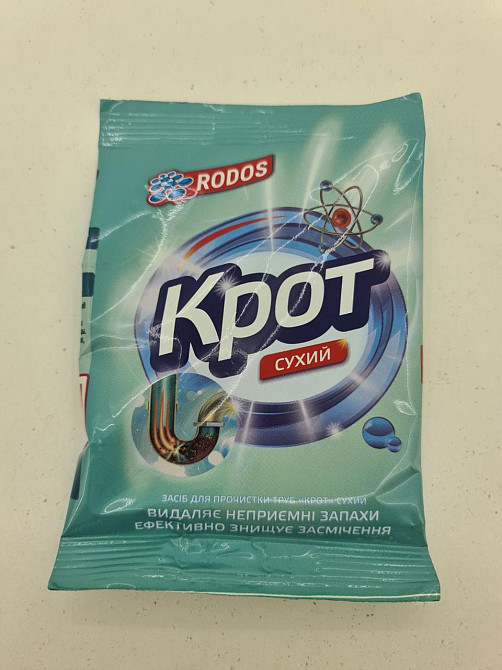 RODOS
Крот
СУХИЙ
ЗАСІБ ДЛЯ ПРОЧИСТКИ ТРУБ «КРОТ» СУХИЙ
ВИДАЛЯЄ НЕПРИЄМНІ ЗАПАХИ
ЕФЕКТИВНО ЗНИЩУЄ ЗАСМІЧЕННЯ